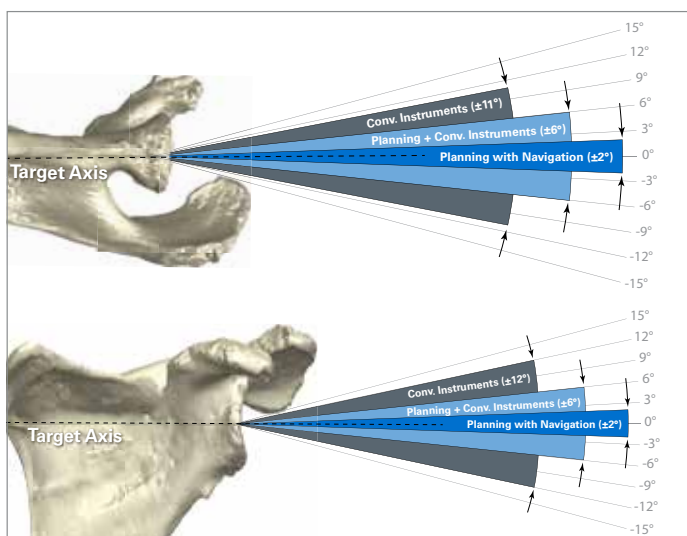 15°
12°
9°
Conv. Instruments (±11°)
6°
Planning + Conv. Instruments (±6°)
3°
Planning with Navigation (±2°)
0°
Target Axis
-3°
-6°
-9°
-12°
-15°
15°
12°
9°
Conv. Instruments (±12°)
6°
Planning + Conv. Instruments (±6°)
3°
Planning with Navigation (±2°)
0°
Target Axis
-3°
-6°
-9°
-12°
-15°